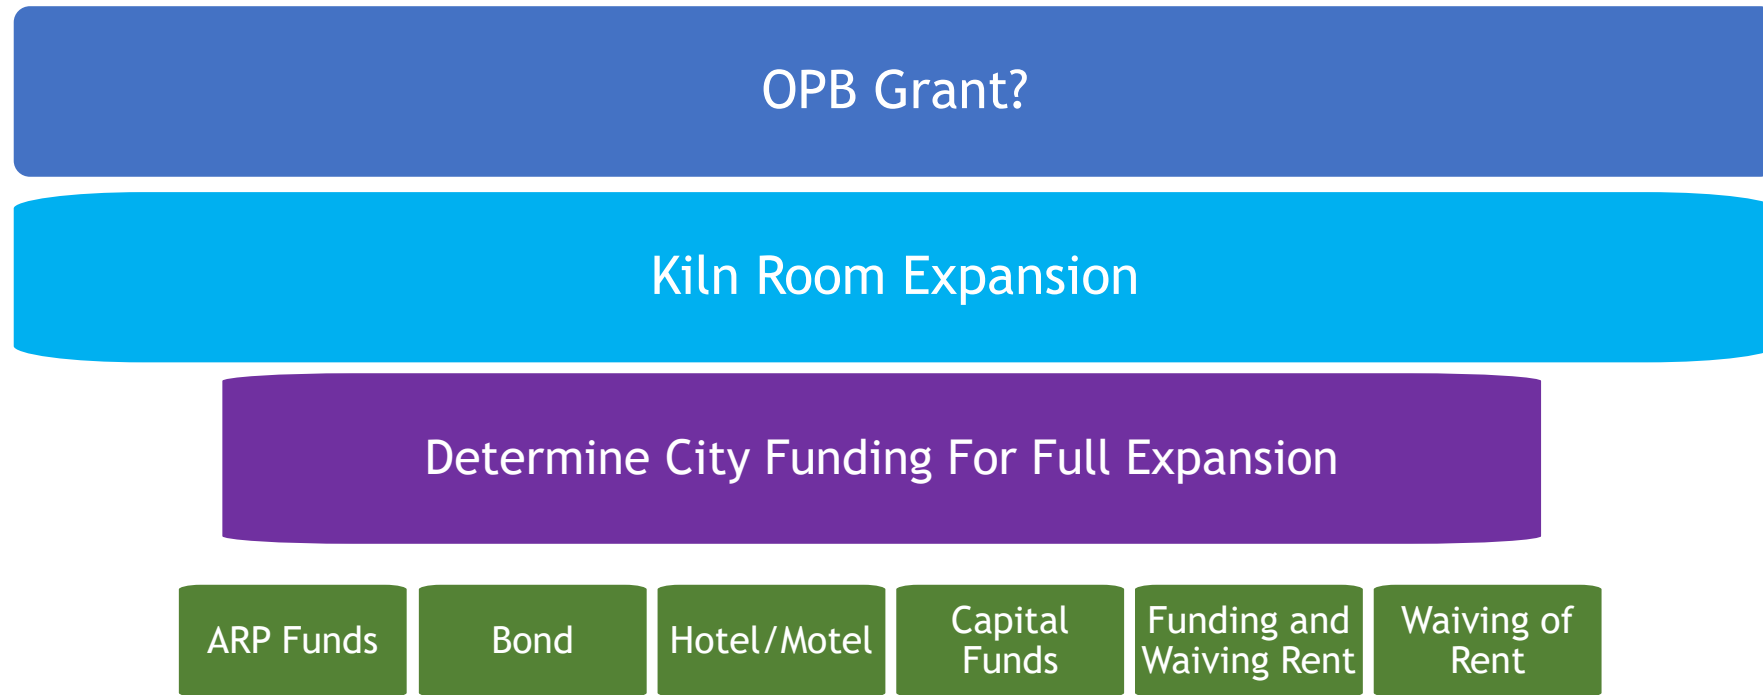 OPB Grant?
Kiln Room Expansion
Determine City Funding For Full Expansion
ARP Funds
Bond
Hotel/Motel
Capital
Funds
Funding and
Waiving Rent
Waiving of
Rent